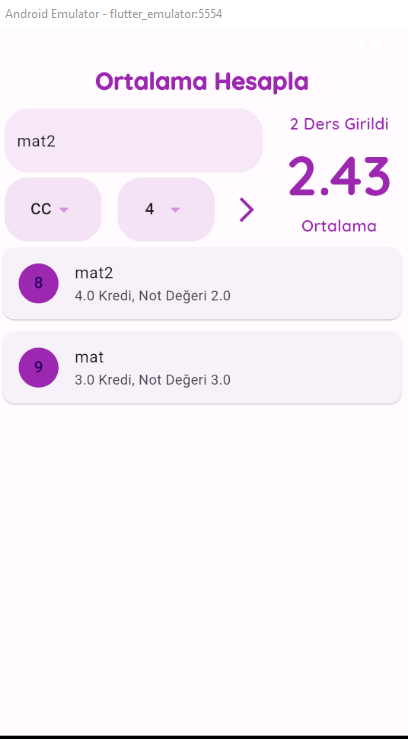 Android Emulator - flutter_emulator:5554
Ortalama Hesapla
mat2
CC
4
2 Ders Girildi
2.43
Ortalama
8
mat2
4.0 Kredi, Not Değeri 2.0
9
mat
3.0 Kredi, Not Değeri 3.0